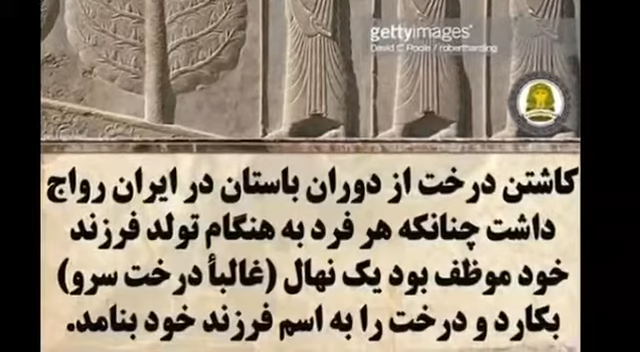 gettyimages®
David C Poole / robertharding
کاشتن درخت از دوران باستان در ایران رواج
داشت چنانکه هر فرد به هنگام تولد فرزند
خود موظف بود یک نهال (غالبأ درخت سرو)
بکارد و درخت را به اسم فرزند خود بنامد.